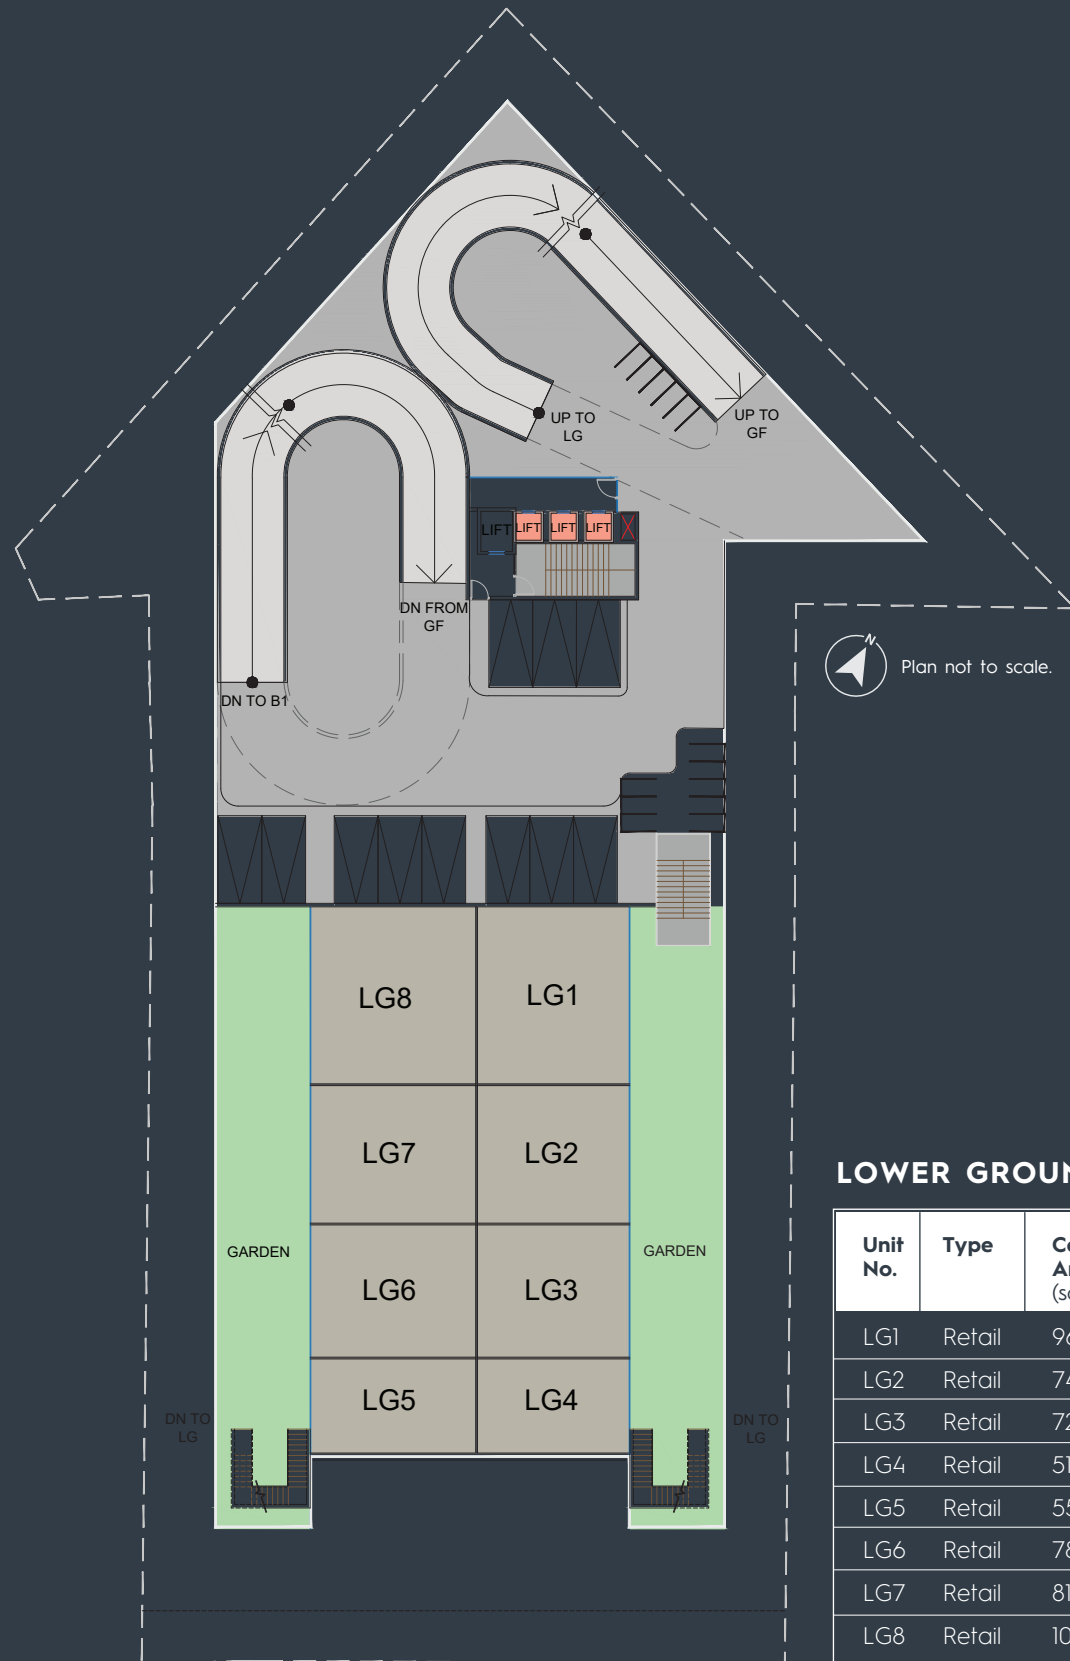 UP TO
LG
UP TO
GF
LIFT
LIFT
LIFT
LIFT
DN FROM
GF
N
Plan not to scale.
DN TO B1
LG8
LG1
LG7
LG2
GARDEN
GARDEN
LG6
LG3
LG5
LG4
DN TO
LG
DN TO
LG
LOWER
Unit
No.
Type
LG1 Retail
LG2 Retail
LG3 Retail
LG4 Retail
LG5 Retail
LG6 Retail
LG7 Retail
LG8 Retail